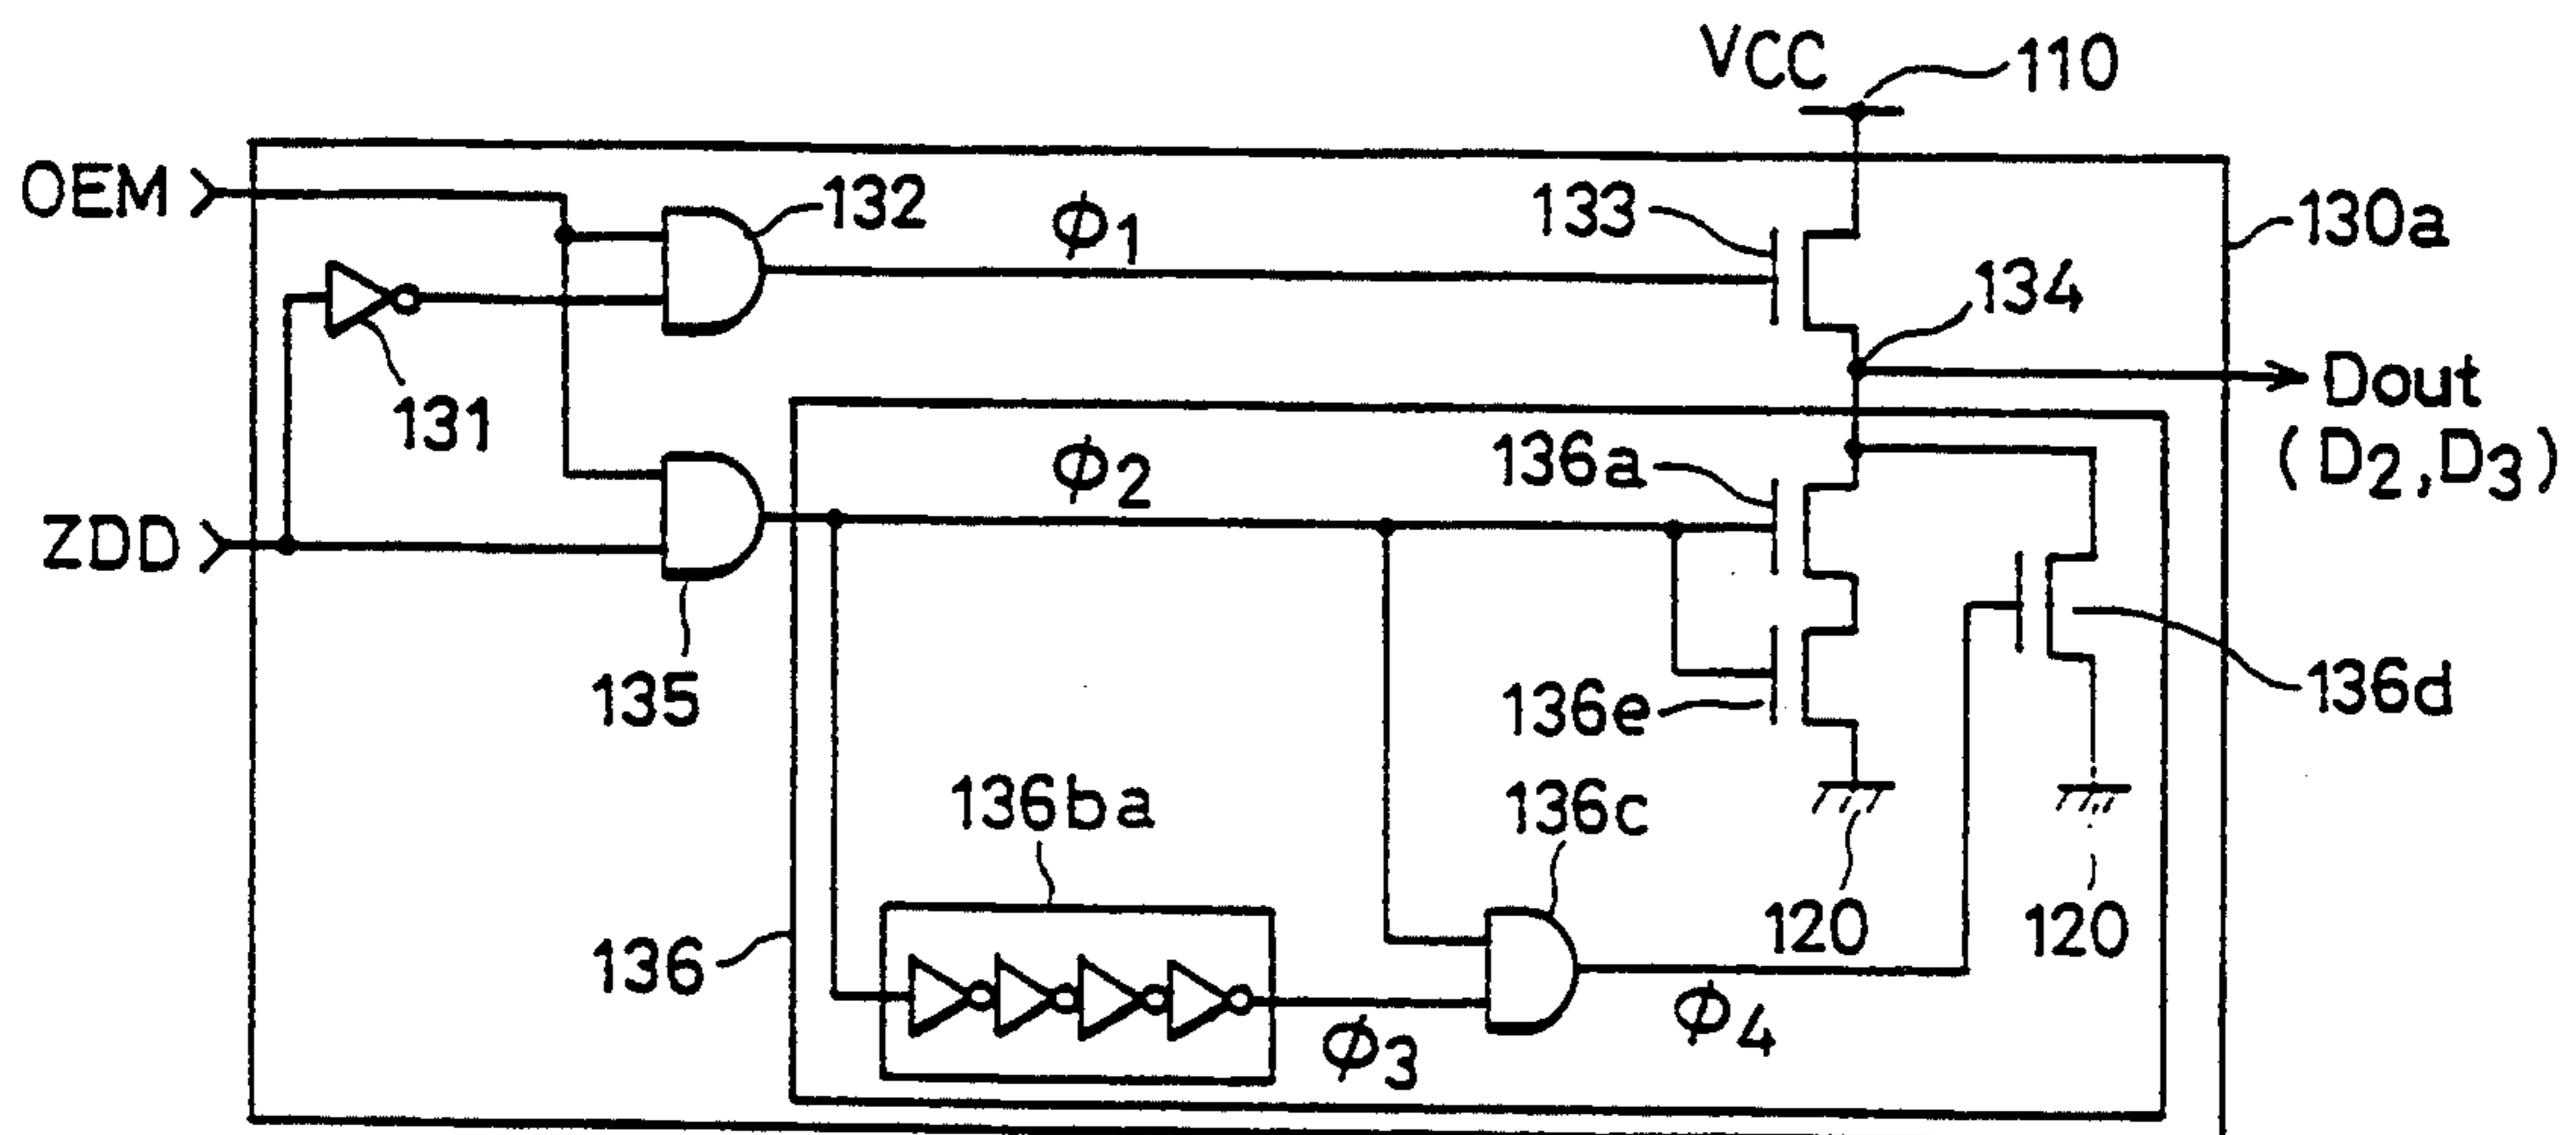 VCC
110
OEM
132
ϕ1
133
130a
134
131
Dout
(D2,D3)
ϕ2
136a
ZDD
135
136e
136d
136ba
136c
136
120
120
ϕ3
ϕ4